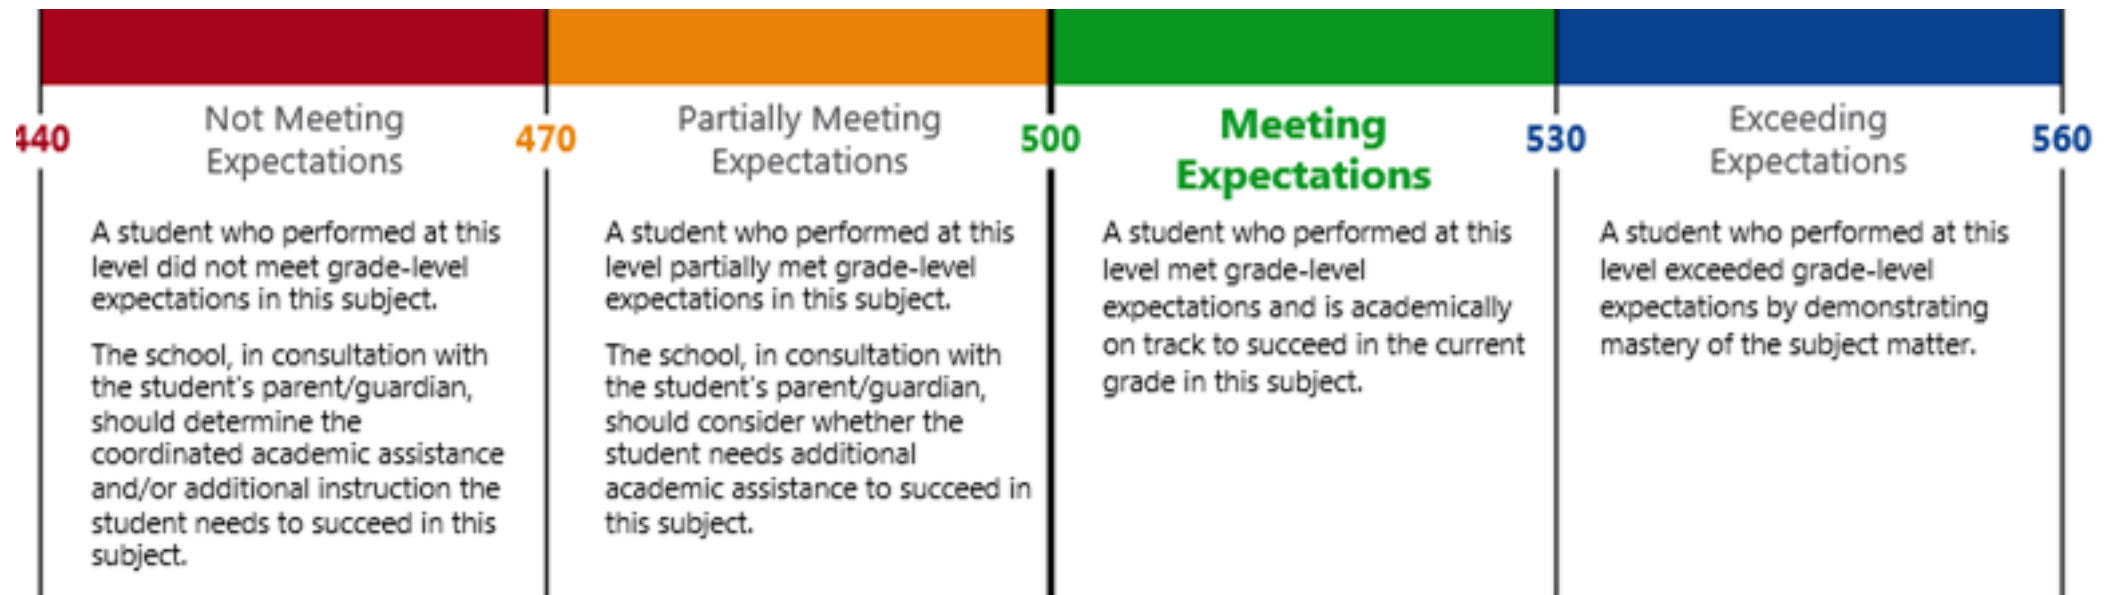 440
Not Meeting
Expectations
470
Partially Meeting
Expectations
500
Meeting
Expectations
530
Exceeding
Expectations
560
A student who performed at this
level did not meet grade-level
expectations in this subject.
The school, in consultation with
the student's parent/guardian,
should determine the
coordinated academic assistance
and/or additional instruction the
student needs to succeed in this
subject.
A student who performed at this
level partially met grade-level
expectations in this subject.
The school, in consultation with
the student's parent/guardian,
should consider whether the
student needs additional
academic assistance to succeed in
this subject.
A student who performed at this
level met grade-level
expectations and is academically
on track to succeed in the current
grade in this subject.
A student who performed at this
level exceeded grade-level
expectations by demonstrating
mastery of the subject matter.